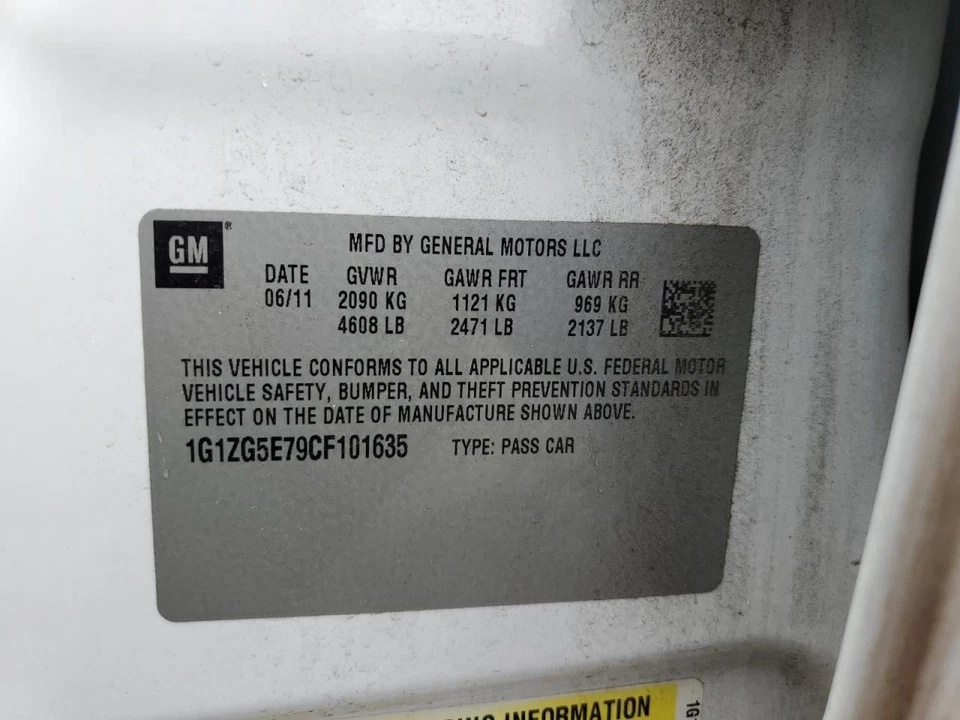 GM®
MFD BY GENERAL MOTORS LLC
DATE GVWR GAWR FRT GAWR RR
06/11 2090 KG 1121 KG 969 KG
4608 LB 2471 LB 2137 LB
THIS VEHICLE CONFORMS TO ALL APPLICABLE U.S. FEDERAL MOTOR
VEHICLE SAFETY, BUMPER, AND THEFT PREVENTION STANDARDS IN
EFFECT ON THE DATE OF MANUFACTURE SHOWN ABOVE.
1G1ZG5E79CF101635 TYPE: PASS CAR
INFORMATION
1G